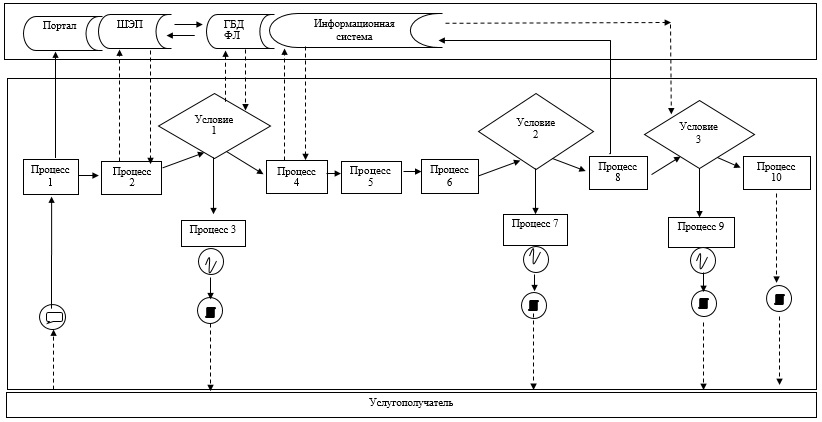 Портал
ШЭП
ГБД
ФЛ
Информационная
система
Условие
1
Условие
2
Условие
3
Процесс
1
Процесс
2
Процесс
4
Процесс
5
Процесс
6
Процесс
8
Процесс
10
Процесс 3
Процесс 7
Процесс 9
Услугополучатель